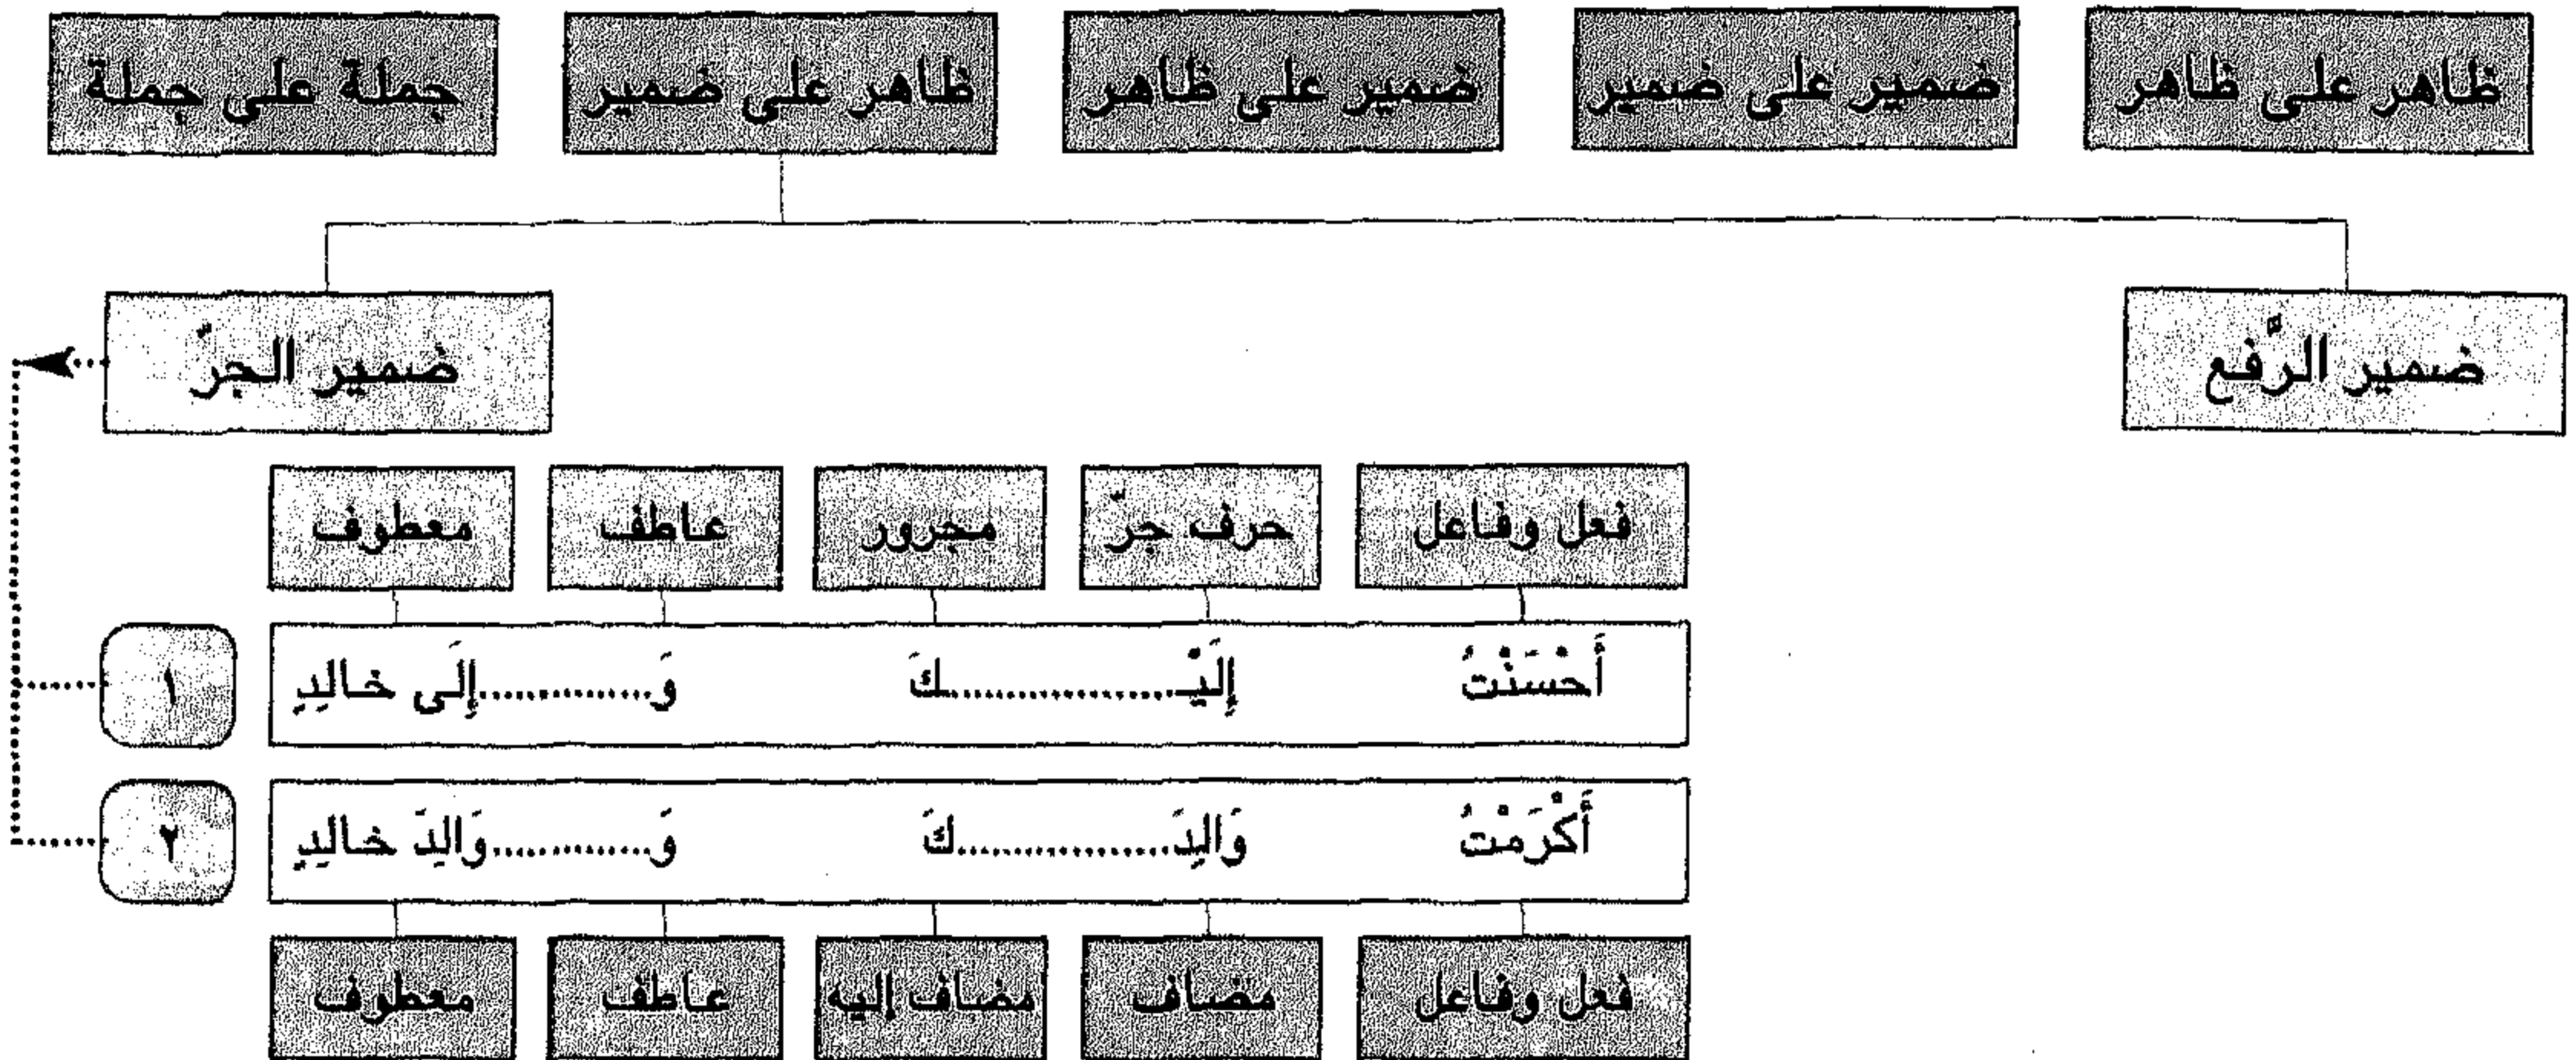 ظاهر على ظاهر ضمير على ضمير ضمير على ظاهر ظاهر على ضمير جملة على جملة
ضمير الرَّفع ضمير الجرّ
فعل وفاعل حرف جرّ مجرور عاطف معطوف
أَحْسَنْتُ إِلَيْـ...................ـكَ وَ...............إِلَى خالِدٍ ١
أَكْرَمْتُ وَالِدَ...................كَ وَ..............وَالِدَ خالِدٍ ٢
فعل وفاعل مضاف مضاف إليه عاطف معطوف